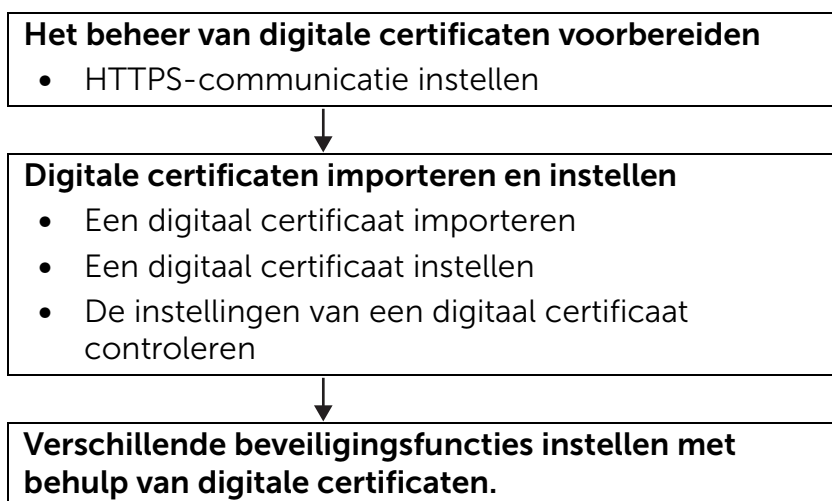 Het beheer van digitale certificaten voorbereiden
• HTTPS-communicatie instellen
Digitale certificaten importeren en instellen
• Een digitaal certificaat importeren
• Een digitaal certificaat instellen
• De instellingen van een digitaal certificaat
controleren
Verschillende beveiligingsfuncties instellen met
behulp van digitale certificaten.